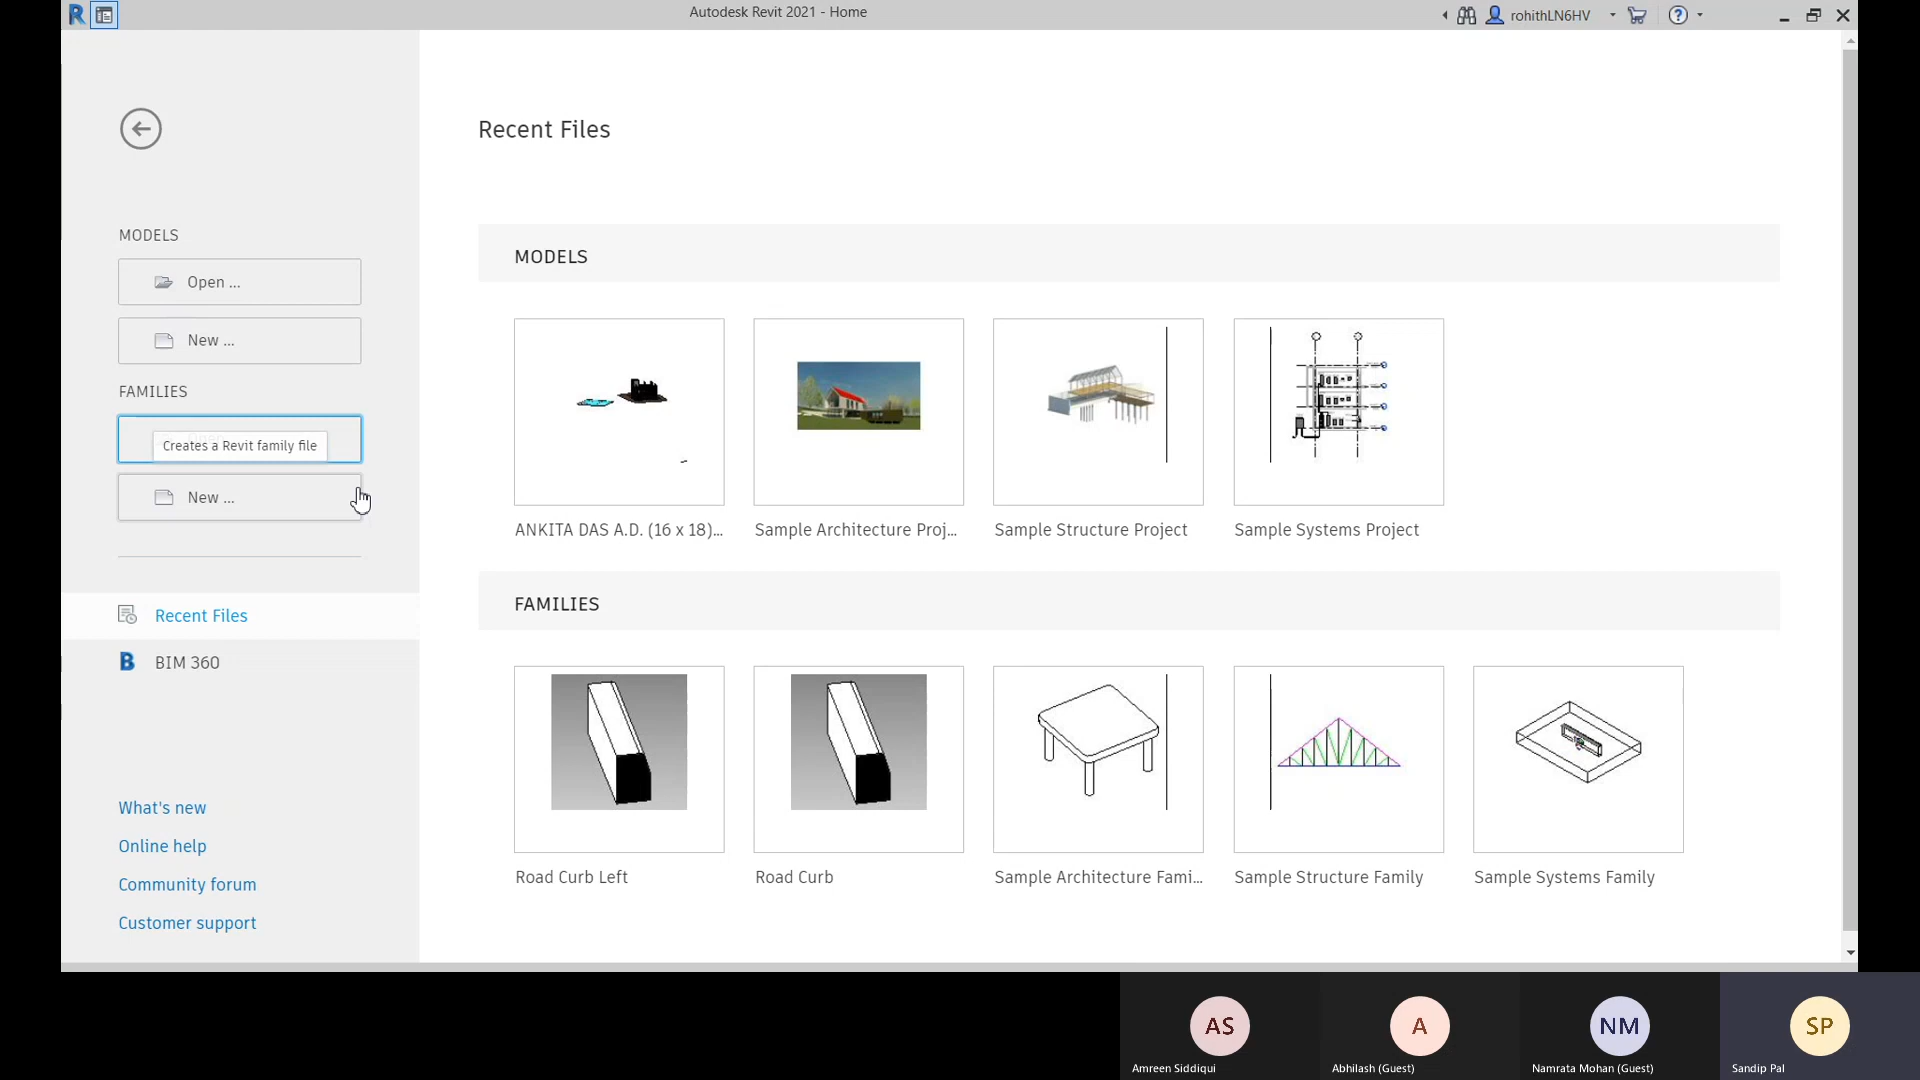 Autodesk Revit 2021 - Home
rohithLN6HV
Recent Files
MODELS
Open ...
New ...
FAMILIES
Creates a Revit family file
New ...
Recent Files
BIM 360
What's new
Online help
Community forum
Customer support
MODELS
ANKITA DAS A.D. (16 x 18)...
Sample Architecture Proj...
Sample Structure Project
Sample Systems Project
FAMILIES
Road Curb Left
Road Curb
Sample Architecture Fami...
Sample Structure Family
Sample Systems Family
AS
Amreen Siddiqui
A
Abhilash (Guest)
NM
Namrata Mohan (Guest)
SP
Sandip Pal